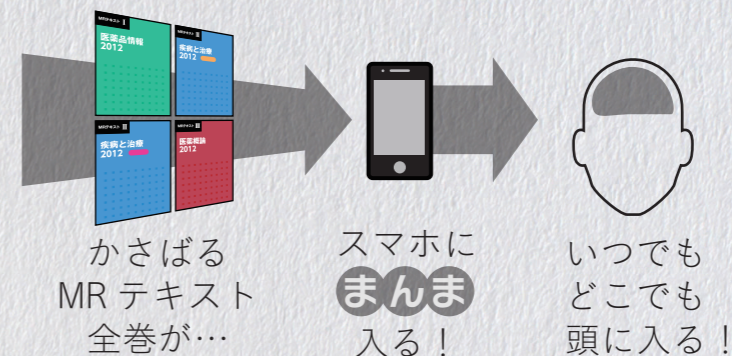 MRテキスト I
医薬品情報
2012
MRテキスト II
疾病と治療
2012
MRテキスト II
疾病と治療
2012
MRテキスト III
医薬概論
2012
かさばる
MR テキスト
全巻が…
スマホに
まんま
入る！
いつでも
どこでも
頭に入る！